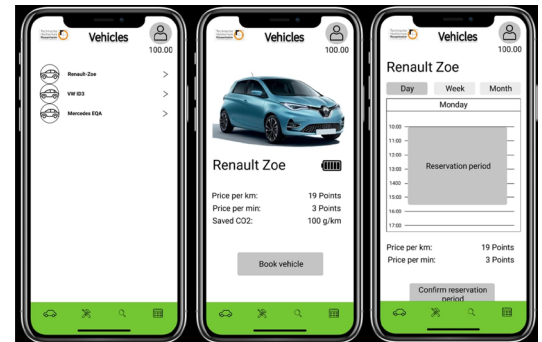 Vehicles
100.00
Renault-Zoe
VW ID3
Mercedes EQA
Vehicles
100.00
Renault Zoe
Price per km: 19 Points
Price per min: 3 Points
Saved CO2: 100 g/km
Book vehicle
Vehicles
100.00
Renault Zoe
Day Week Month
Monday
10:00
11:00
12:00
13:00
1400
15:00
16:00
17:00
Reservation period
Price per km: 19 Points
Price per min: 3 Points
Confirm reservation
period